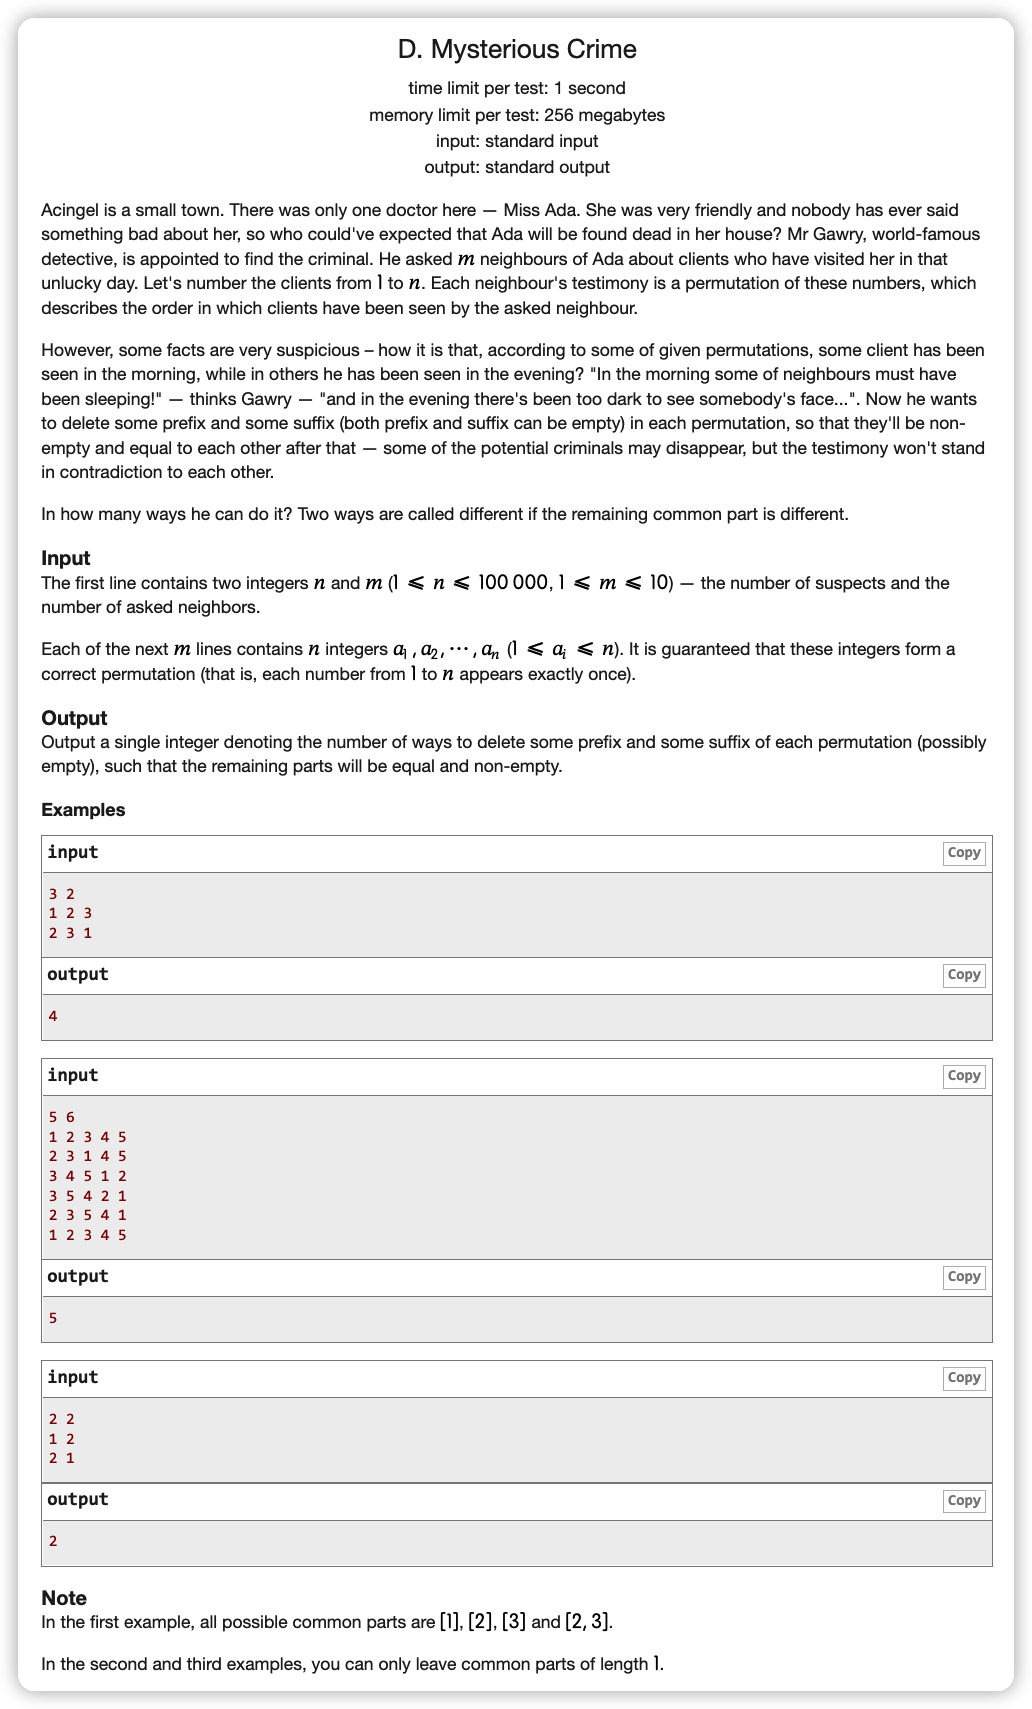 D. Mysterious Crime
time limit per test: 1 second
memory limit per test: 256 megabytes
input: standard input
output: standard output
Acingel is a small town. There was only one doctor here — Miss Ada. She was very friendly and nobody has ever said
something bad about her, so who could've expected that Ada will be found dead in her house? Mr Gawry, world-famous
detective, is appointed to find the criminal. He asked m neighbours of Ada about clients who have visited her in that
unlucky day. Let's number the clients from 1 to n. Each neighbour's testimony is a permutation of these numbers, which
describes the order in which clients have been seen by the asked neighbour.
However, some facts are very suspicious – how it is that, according to some of given permutations, some client has been
seen in the morning, while in others he has been seen in the evening? "In the morning some of neighbours must have
been sleeping!" — thinks Gawry — "and in the evening there's been too dark to see somebody's face...". Now he wants
to delete some prefix and some suffix (both prefix and suffix can be empty) in each permutation, so that they'll be non-
empty and equal to each other after that — some of the potential criminals may disappear, but the testimony won't stand
in contradiction to each other.
In how many ways he can do it? Two ways are called different if the remaining common part is different.
Input
The first line contains two integers n and m (1 ⩽ n ⩽ 100 000, 1 ⩽ m ⩽ 10) — the number of suspects and the
number of asked neighbors.
Each of the next m lines contains n integers a₁, a₂, ⋯, aₙ (1 ⩽ aᵢ ⩽ n). It is guaranteed that these integers form a
correct permutation (that is, each number from 1 to n appears exactly once).
Output
Output a single integer denoting the number of ways to delete some prefix and some suffix of each permutation (possibly
empty), such that the remaining parts will be equal and non-empty.
Examples
input Copy
3 2
1 2 3
2 3 1
output Copy
4
input Copy
5 6
1 2 3 4 5
2 3 1 4 5
3 4 5 1 2
3 5 4 2 1
2 3 5 4 1
1 2 3 4 5
output Copy
5
input Copy
2 2
1 2
2 1
output Copy
2
Note
In the first example, all possible common parts are [1], [2], [3] and [2, 3].
In the second and third examples, you can only leave common parts of length 1.